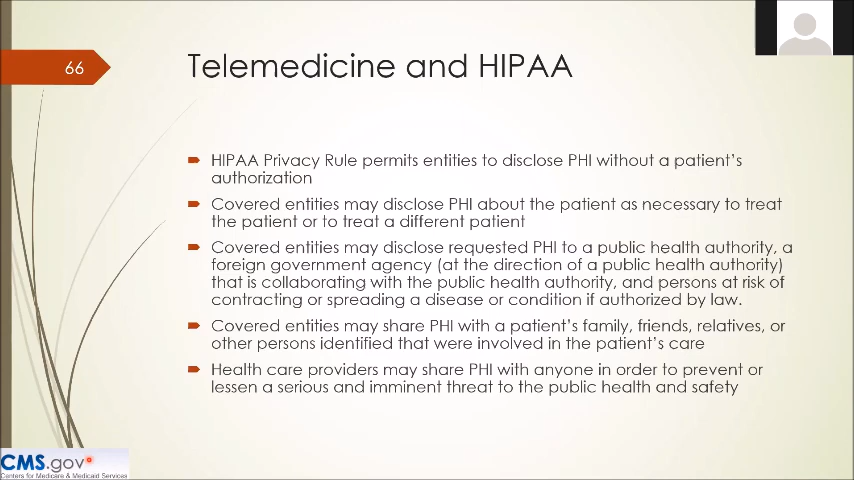 66
Telemedicine and HIPAA
HIPAA Privacy Rule permits entities to disclose PHI without a patient's
authorization
Covered entities may disclose PHI about the patient as necessary to treat
the patient or to treat a different patient
Covered entities may disclose requested PHI to a public health authority, a
foreign government agency (at the direction of a public health authority)
that is collaborating with the public health authority, and persons at risk of
contracting or spreading a disease or condition if authorized by law.
Covered entities may share PHI with a patient's family, friends, relatives, or
other persons identified that were involved in the patient's care
Health care providers may share PHI with anyone in order to prevent or
lessen a serious and imminent threat to the public health and safety
CMS.gov
Centers for Medicare & Medicaid Services